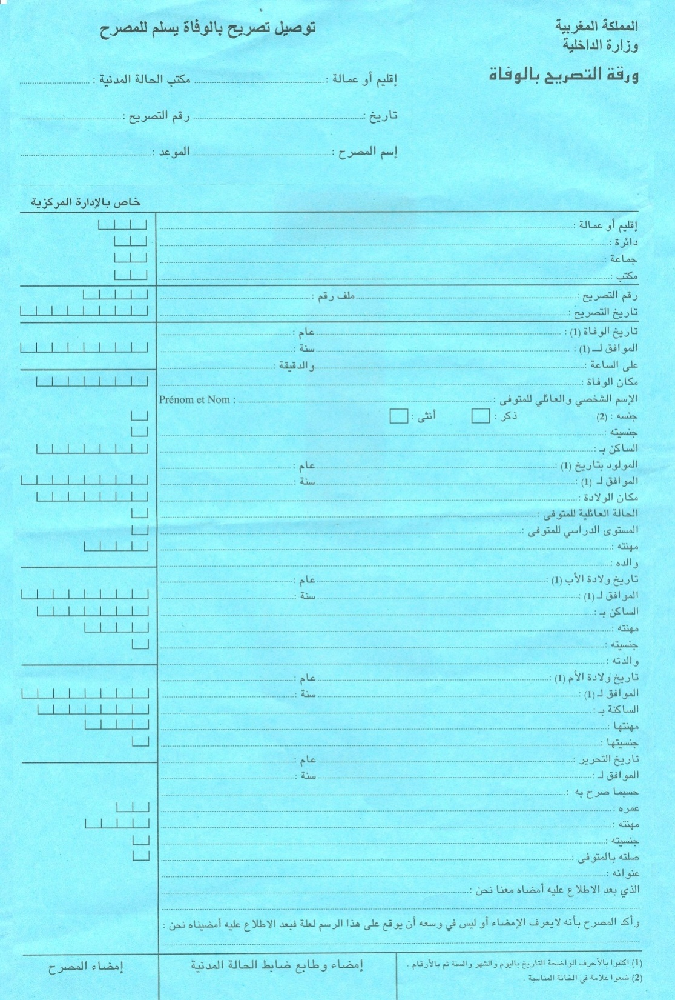 المملكة المغربية
وزارة الداخلية
ورقة التصريح بالوفاة
توصيل تصريح بالوفاة يسلم للمصرح
إقليم أو عمالة : مكتب الحالة المدنية :
تاريخ : رقم التصريح :
إسم المصرح : الموعد :
خاص بالإدارة المركزية
إقليم أو عمالة :
دائرة :
جماعة :
مكتب :
رقم التصريح : ملف رقم :
تاريخ التصريح :
تاريخ الوفاة (1) : عام :
الموافق لـ (1) : سنة :
على الساعة : والدقيقة :
مكان الوفاة :
الإسم الشخصي والعائلي للمتوفى : Prénom et Nom :
جنسه : (2) ذكر : أنثى :
جنسيته :
الساكن بـ :
المولود بتاريخ (1) : عام :
الموافق لـ (1) : سنة :
مكان الولادة :
الحالة العائلية للمتوفى :
المستوى الدراسي للمتوفى :
مهنته :
والده :
تاريخ ولادة الأب (1) : عام :
الموافق لـ (1) : سنة :
الساكن بـ :
مهنته :
جنسيته :
والدته :
تاريخ ولادة الأم (1) : عام :
الموافق لـ (1) : سنة :
الساكنة بـ :
مهنتها :
جنسيتها :
تاريخ التحرير : عام :
الموافق لـ : سنة :
حسبما صرح به :
عمره :
مهنته :
جنسيته :
صلته بالمتوفى :
عنوانه :
الذي بعد الاطلاع عليه أمضاه معنا نحن :
وأكد المصرح بأنه لايعرف الإمضاء أو ليس في وسعه أن يوقع على هذا الرسم لعلة فبعد الاطلاع عليه أمضيناه نحن :
(1) اكتبوا بالأحرف الواضحة التاريخ باليوم والشهر والسنة ثم بالأرقام .
(2) ضعوا علامة في الخانة المناسبة .
إمضاء وطابع ضابط الحالة المدنية
إمضاء المصرح